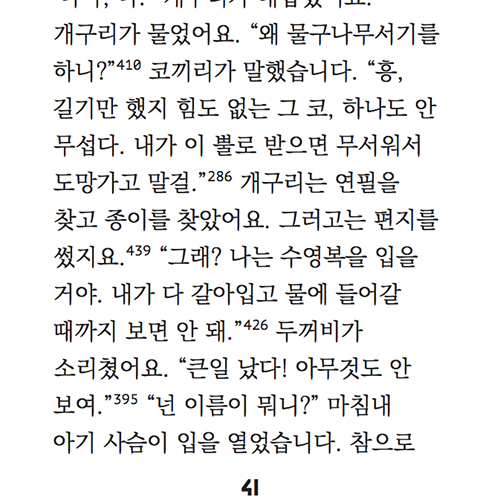 개구리가 물었어요. “왜 물구나무서기를
하니?”410 코끼리가 말했습니다. “흥,
길기만 했지 힘도 없는 그 코, 하나도 안
무섭다. 내가 이 뿔로 받으면 무서워서
도망가고 말걸.”286 개구리는 연필을
찾고 종이를 찾았어요. 그러고는 편지를
썼지요.439 “그래? 나는 수영복을 입을
거야. 내가 다 갈아입고 물에 들어갈
때까지 보면 안 돼.”426 두꺼비가
소리쳤어요. “큰일 났다! 아무것도 안
보여.”395 “넌 이름이 뭐니?” 마침내
아기 사슴이 입을 열었습니다. 참으로
41